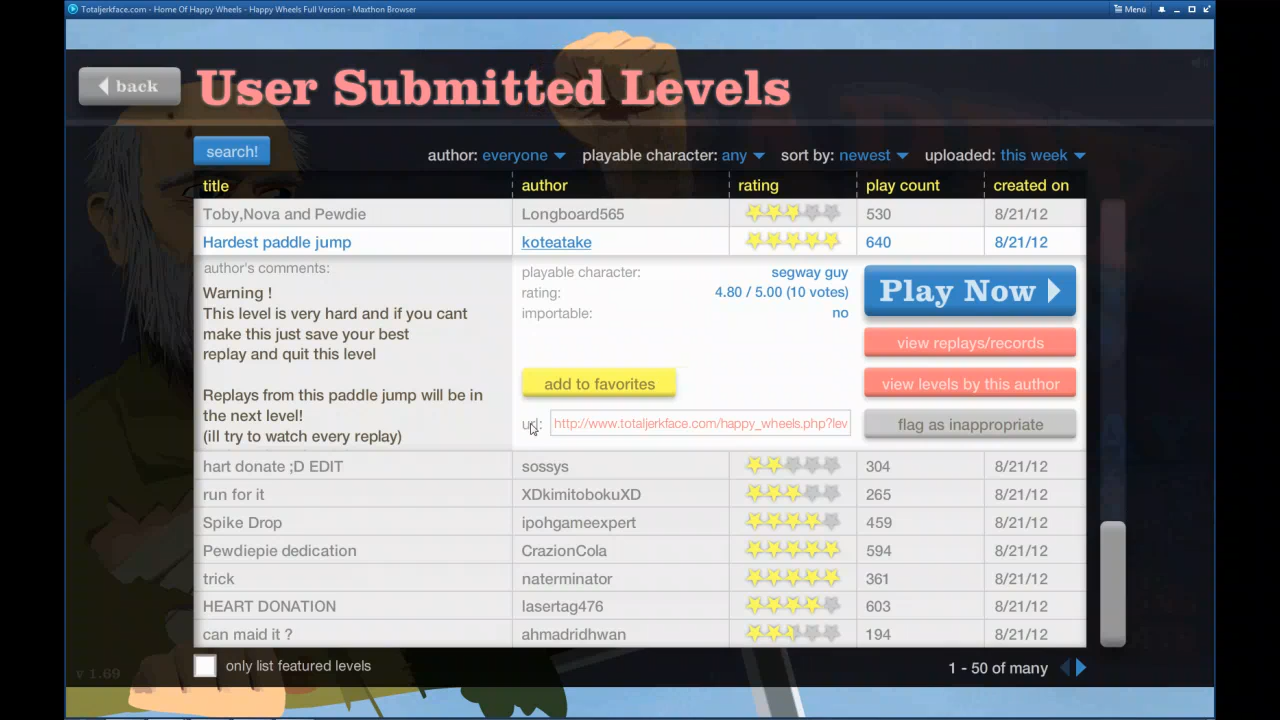 Totaljerkface.com - Home Of Happy Wheels - Happy Wheels Full Version - Maxthon Browser
Menü
back
User Submitted Levels
search!
author: everyone
playable character: any
sort by: newest
uploaded: this week
title author rating play count created on
Toby,Nova and Pewdie Longboard565 530 8/21/12
Hardest paddle jump koteatake 640 8/21/12
author's comments:
Warning !
This level is very hard and if you cant
make this just save your best
replay and quit this level
Replays from this paddle jump will be in
the next level!
(ill try to watch every replay)
playable character: segway guy
rating: 4.80 / 5.00 (10 votes)
importable: no
add to favorites
url: http://www.totaljerkface.com/happy_wheels.php?lev
Play Now
view replays/records
view levels by this author
flag as inappropriate
hart donate ;D EDIT sossys 304 8/21/12
run for it XDkimitobokuXD 265 8/21/12
Spike Drop ipohgameexpert 459 8/21/12
Pewdiepie dedication CrazionCola 594 8/21/12
trick naterminator 361 8/21/12
HEART DONATION lasertag476 603 8/21/12
can maid it ? ahmadridhwan 194 8/21/12
only list featured levels
1 - 50 of many
v 1.69